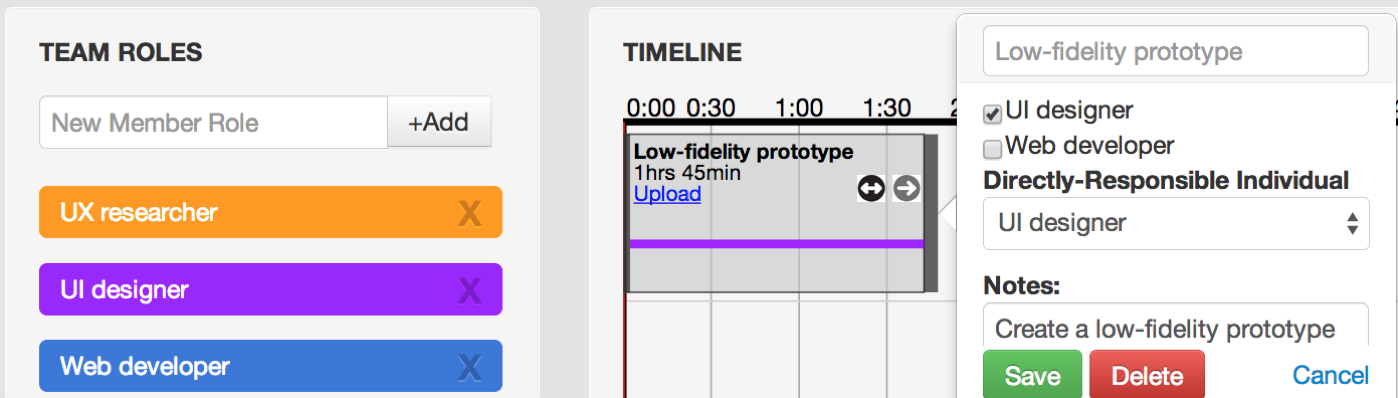 TEAM ROLES
New Member Role
+Add
UX researcher X
UI designer X
Web developer X
TIMELINE
0:00 0:30 1:00 1:30 2
Low-fidelity prototype
1hrs 45min
Upload
Low-fidelity prototype
UI designer
Web developer
Directly-Responsible Individual
UI designer
Notes:
Create a low-fidelity prototype
Save Delete Cancel